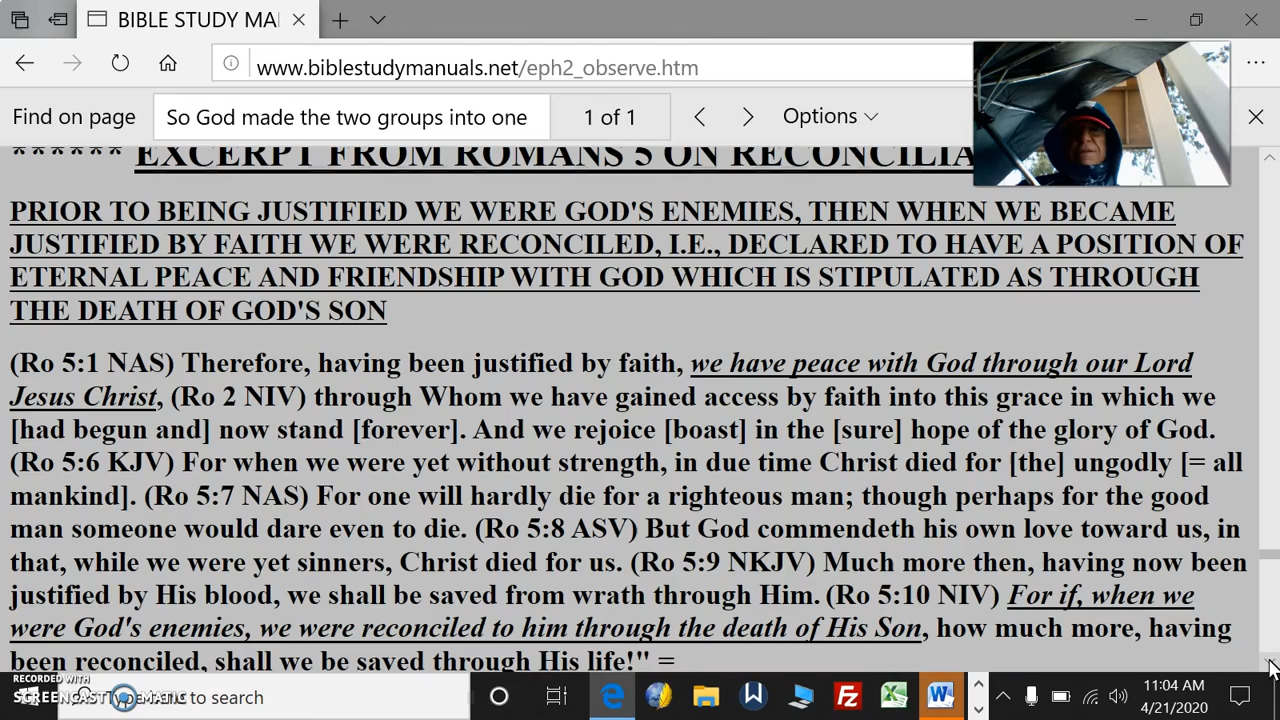 BIBLE STUDY MA
www.biblestudymanuals.net/eph2_observe.htm
Find on page
So God made the two groups into one
1 of 1
Options
****** EXCERPT FROM ROMANS 5 ON RECONCILIA
PRIOR TO BEING JUSTIFIED WE WERE GOD'S ENEMIES, THEN WHEN WE BECAME
JUSTIFIED BY FAITH WE WERE RECONCILED, I.E., DECLARED TO HAVE A POSITION OF
ETERNAL PEACE AND FRIENDSHIP WITH GOD WHICH IS STIPULATED AS THROUGH
THE DEATH OF GOD'S SON
(Ro 5:1 NAS) Therefore, having been justified by faith, we have peace with God through our Lord
Jesus Christ, (Ro 2 NIV) through Whom we have gained access by faith into this grace in which we
[had begun and] now stand [forever]. And we rejoice [boast] in the [sure] hope of the glory of God.
(Ro 5:6 KJV) For when we were yet without strength, in due time Christ died for [the] ungodly [= all
mankind]. (Ro 5:7 NAS) For one will hardly die for a righteous man; though perhaps for the good
man someone would dare even to die. (Ro 5:8 ASV) But God commendeth his own love toward us, in
that, while we were yet sinners, Christ died for us. (Ro 5:9 NKJV) Much more then, having now been
justified by His blood, we shall be saved from wrath through Him. (Ro 5:10 NIV) For if, when we
were God's enemies, we were reconciled to him through the death of His Son, how much more, having
been reconciled, shall we be saved through His life!" =
RECORDED WITH
SCREENCAST MATIC
to search
11:04 AM
4/21/2020